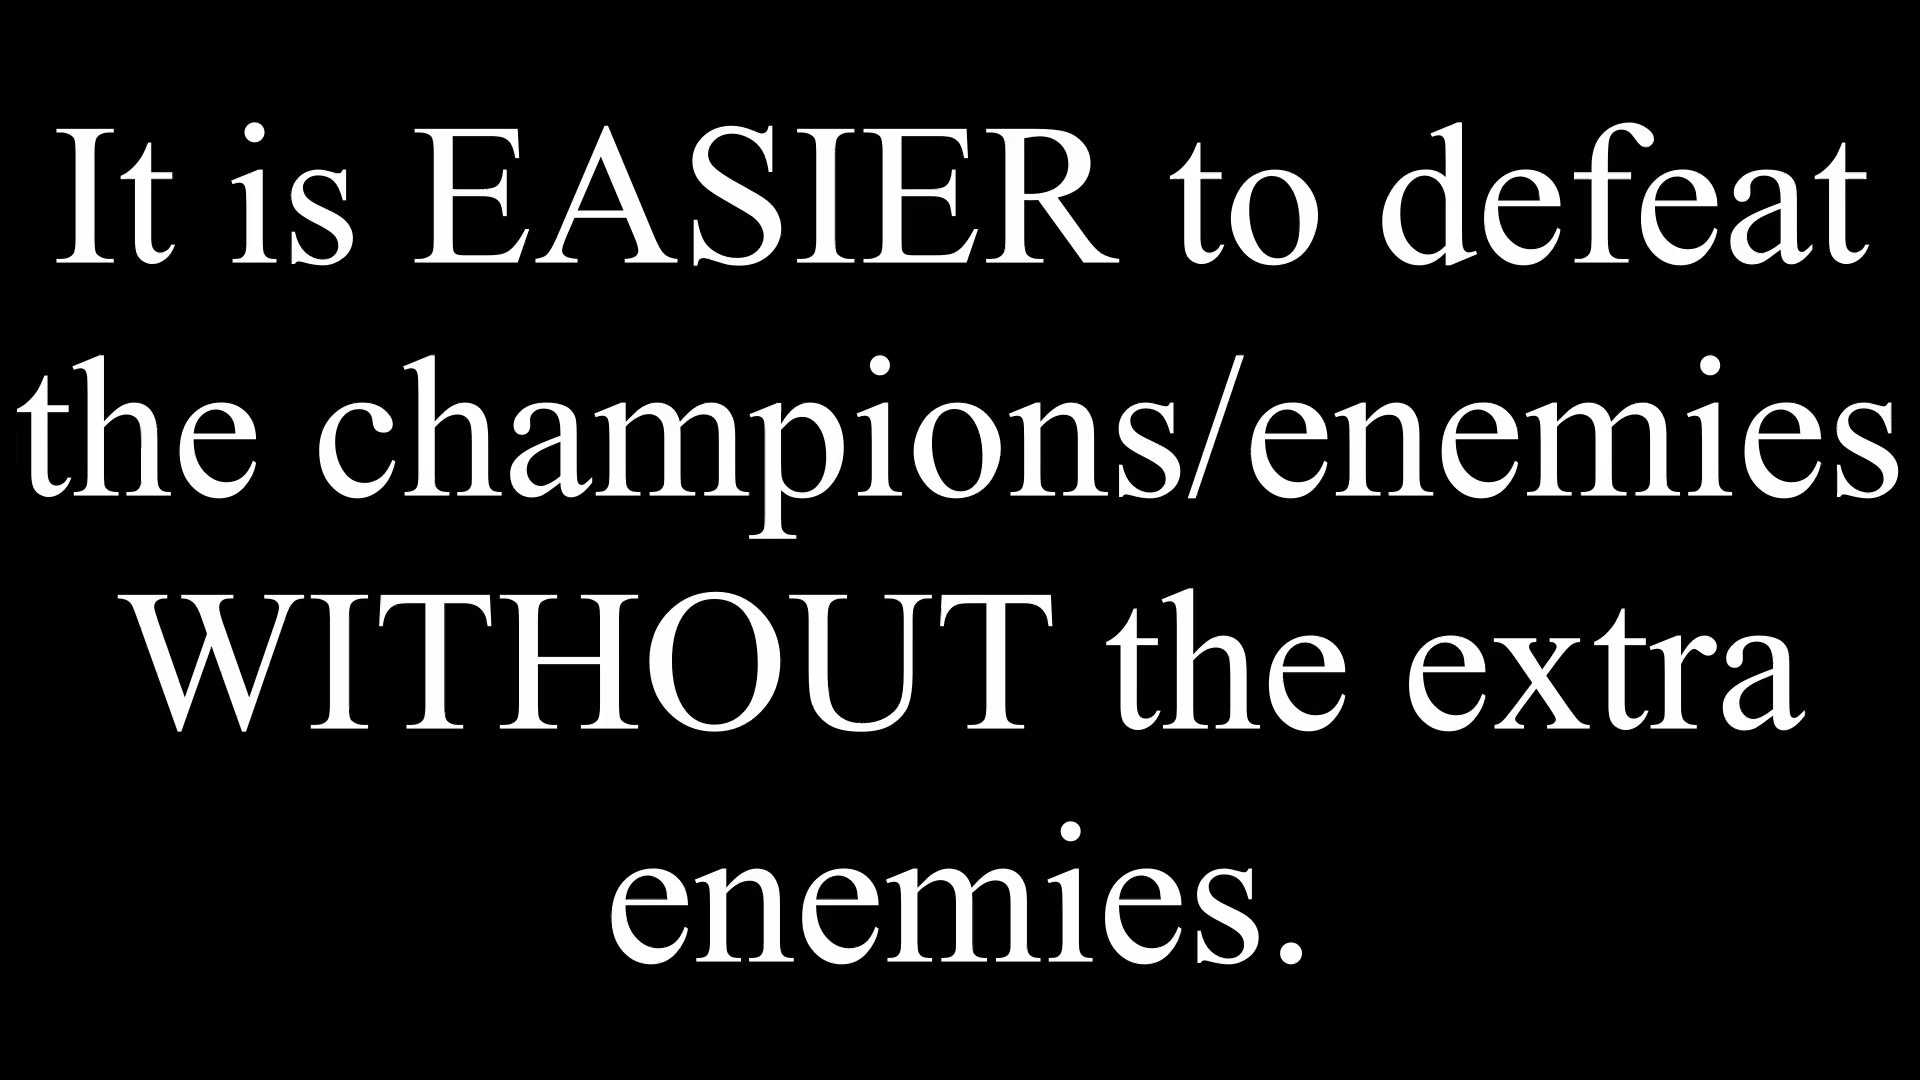 It is EASIER to defeat
the champions/enemies
WITHOUT the extra
enemies.